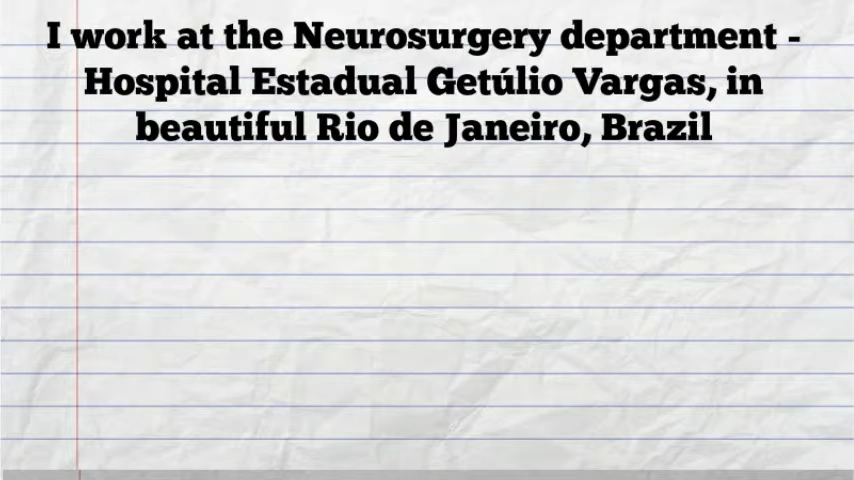 I work at the Neurosurgery department -
Hospital Estadual Getúlio Vargas, in
beautiful Rio de Janeiro, Brazil